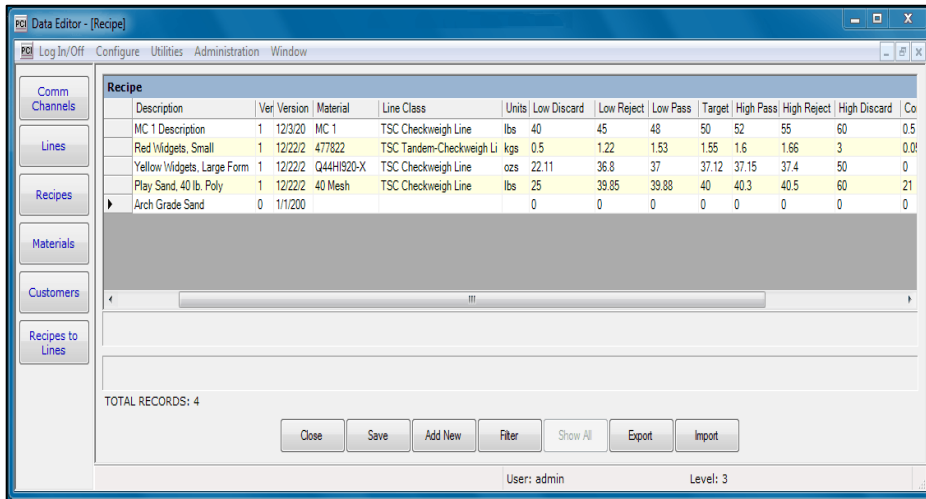 PCI Data Editor - [Recipe]
PCI Log In/Off Configure Utilities Administration Window
Comm Channels
Lines
Recipes
Materials
Customers
Recipes to Lines
Recipe
Description Ver Version Material Line Class Units Low Discard Low Reject Low Pass Target High Pass High Reject High Discard Co
MC 1 Description 1 12/3/20 MC 1 TSC Checkweigh Line lbs 40 45 48 50 52 55 60 0.5
Red Widgets, Small 1 12/22/2 477822 TSC Tandem-Checkweigh Li kgs 0.5 1.22 1.53 1.55 1.6 1.66 3 0.0
Yellow Widgets, Large Form 1 12/22/2 Q44HI920-X TSC Checkweigh Line ozs 22.11 36.8 37 37.12 37.15 37.4 50 0
Play Sand, 40 lb. Poly 1 12/22/2 40 Mesh TSC Checkweigh Line lbs 25 39.85 39.88 40 40.3 40.5 60 21
Arch Grade Sand 0 1/1/200 0 0 0 0 0 0 0 0
TOTAL RECORDS: 4
Close Save Add New Filter Show All Export Import
User: admin Level: 3